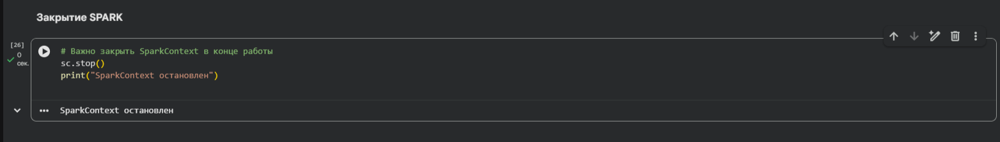 Закрытие SPARK
[26]
0
сек.
# Важно закрыть SparkContext в конце работы
sc.stop()
print("SparkContext остановлен")
SparkContext остановлен